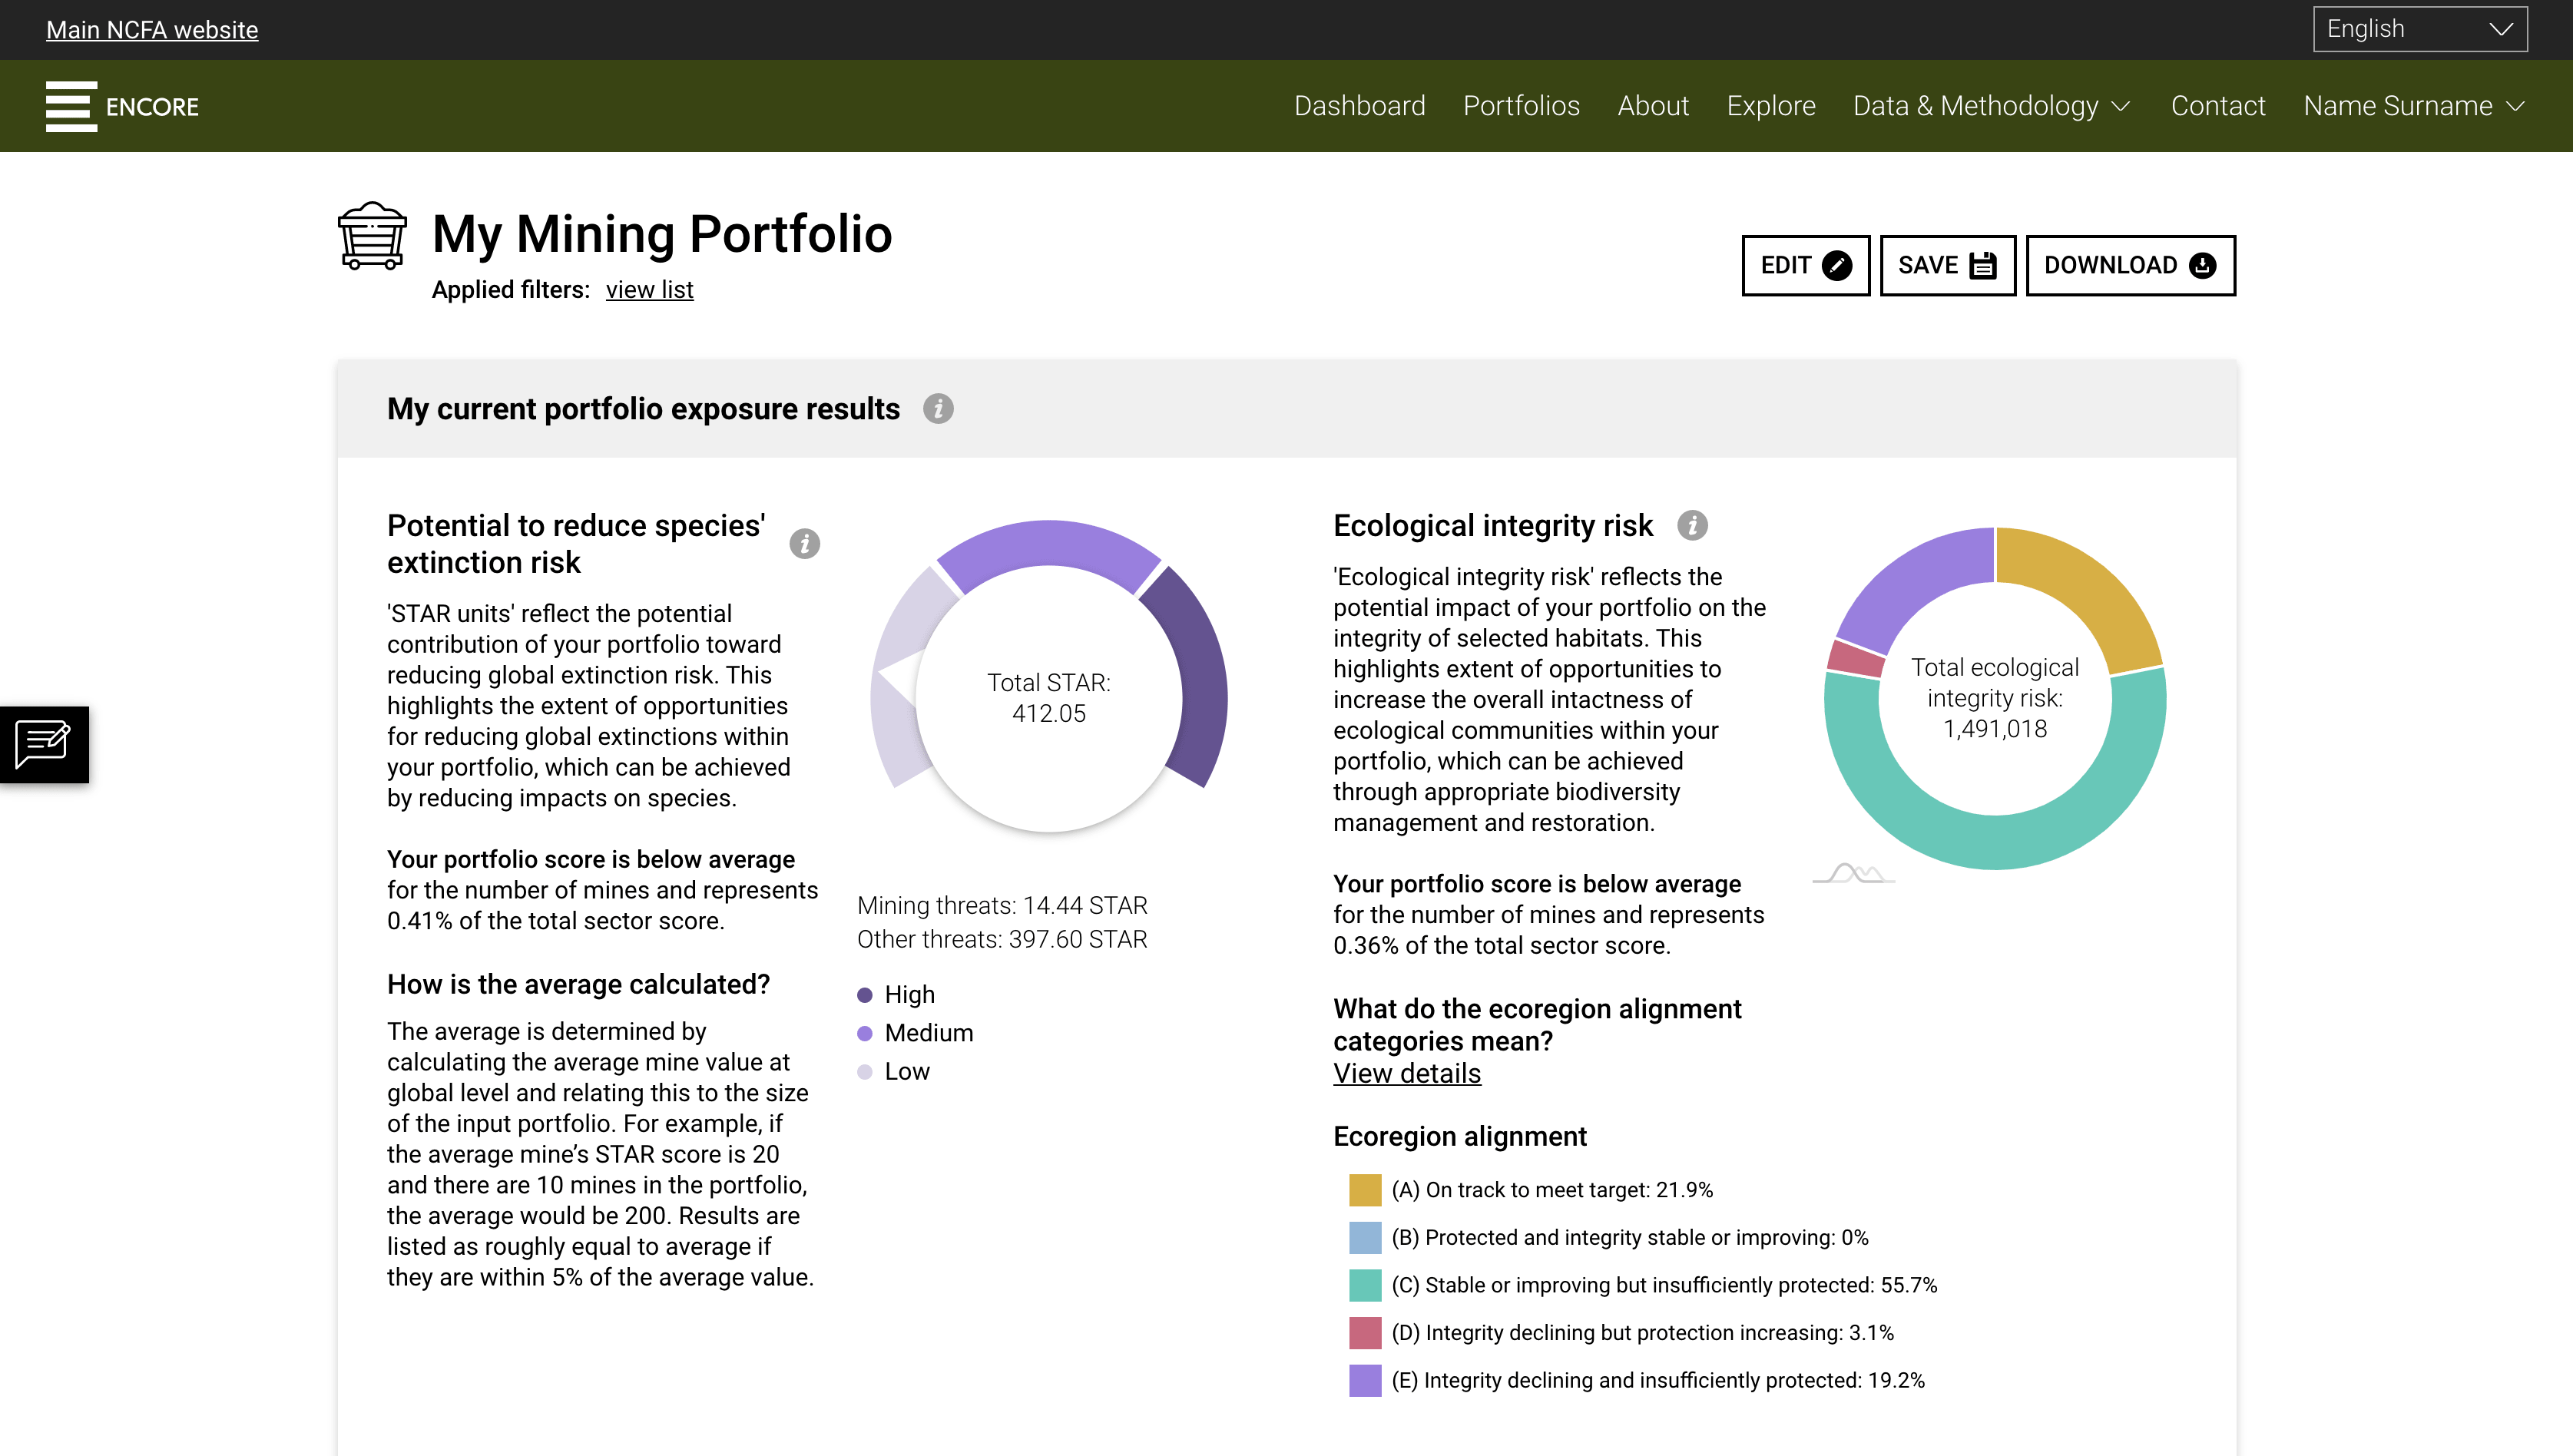 Main NCFA website
English
ENCORE
Dashboard
Portfolios
About
Explore
Data & Methodology
Contact
Name Surname
My Mining Portfolio
Applied filters: view list
EDIT
SAVE
DOWNLOAD
My current portfolio exposure results
Potential to reduce species'
extinction risk
'STAR units' reflect the potential
contribution of your portfolio toward
reducing global extinction risk. This
highlights the extent of opportunities
for reducing global extinctions within
your portfolio, which can be achieved
by reducing impacts on species.
Your portfolio score is below average
for the number of mines and represents
0.41% of the total sector score.
How is the average calculated?
The average is determined by
calculating the average mine value at
global level and relating this to the size
of the input portfolio. For example, if
the average mine’s STAR score is 20
and there are 10 mines in the portfolio,
the average would be 200. Results are
listed as roughly equal to average if
they are within 5% of the average value.
Total STAR:
412.05
Mining threats: 14.44 STAR
Other threats: 397.60 STAR
High
Medium
Low
Ecological integrity risk
'Ecological integrity risk' reflects the
potential impact of your portfolio on the
integrity of selected habitats. This
highlights extent of opportunities to
increase the overall intactness of
ecological communities within your
portfolio, which can be achieved
through appropriate biodiversity
management and restoration.
Your portfolio score is below average
for the number of mines and represents
0.36% of the total sector score.
What do the ecoregion alignment
categories mean?
View details
Total ecological
integrity risk:
1,491,018
Ecoregion alignment
(A) On track to meet target: 21.9%
(B) Protected and integrity stable or improving: 0%
(C) Stable or improving but insufficiently protected: 55.7%
(D) Integrity declining but protection increasing: 3.1%
(E) Integrity declining and insufficiently protected: 19.2%